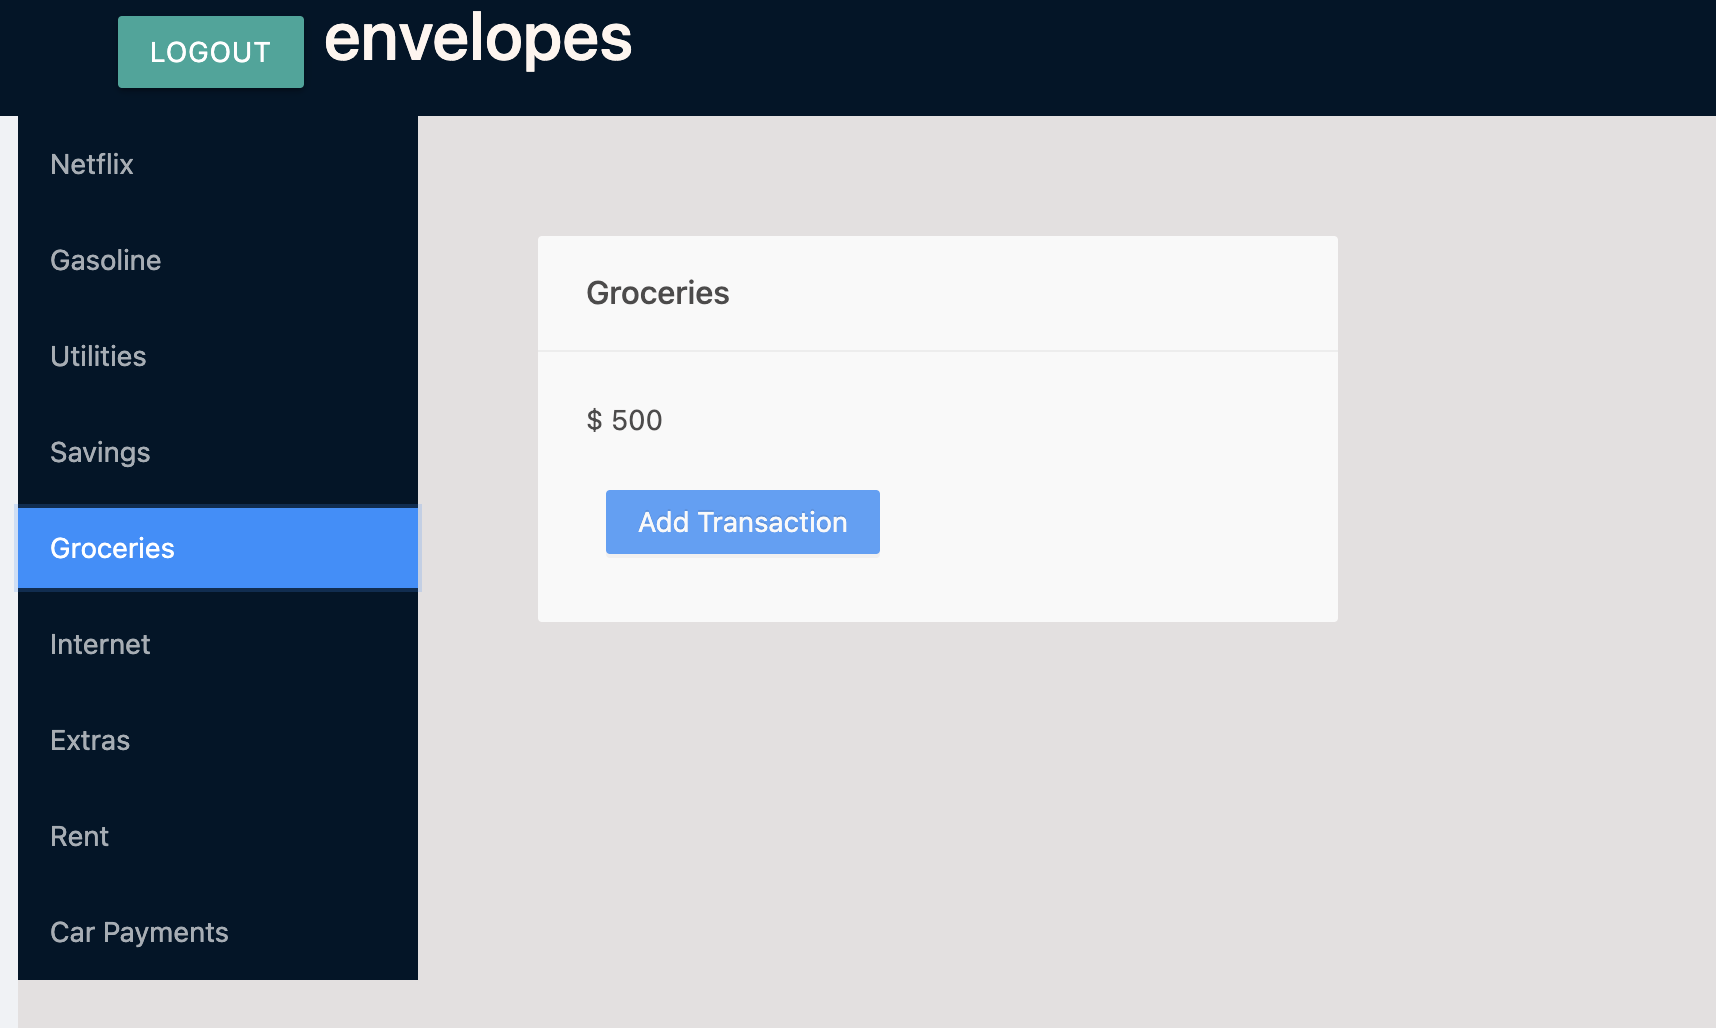 LOGOUT
envelopes
Netflix
Gasoline
Utilities
Savings
Groceries
Internet
Extras
Rent
Car Payments
Groceries
$ 500
Add Transaction